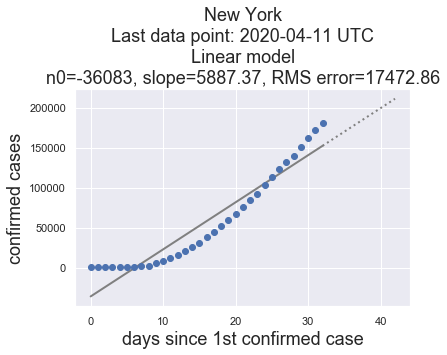 New York
Last data point: 2020-04-11 UTC
Linear model
n0=-36083, slope=5887.37, RMS error=17472.86
200000
150000
100000
50000
0
confirmed cases
0 10 20 30 40
days since 1st confirmed case